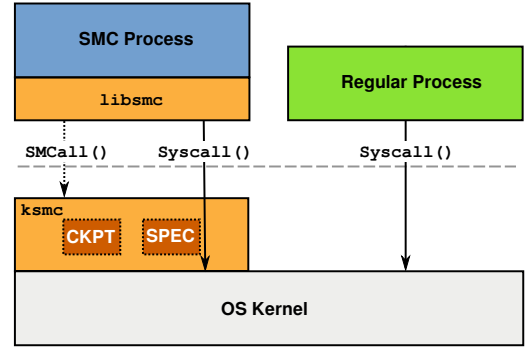 SMC Process
libsmc
Regular Process
SMCall()
Syscall()
Syscall()
ksmc
CKPT
SPEC
OS Kernel